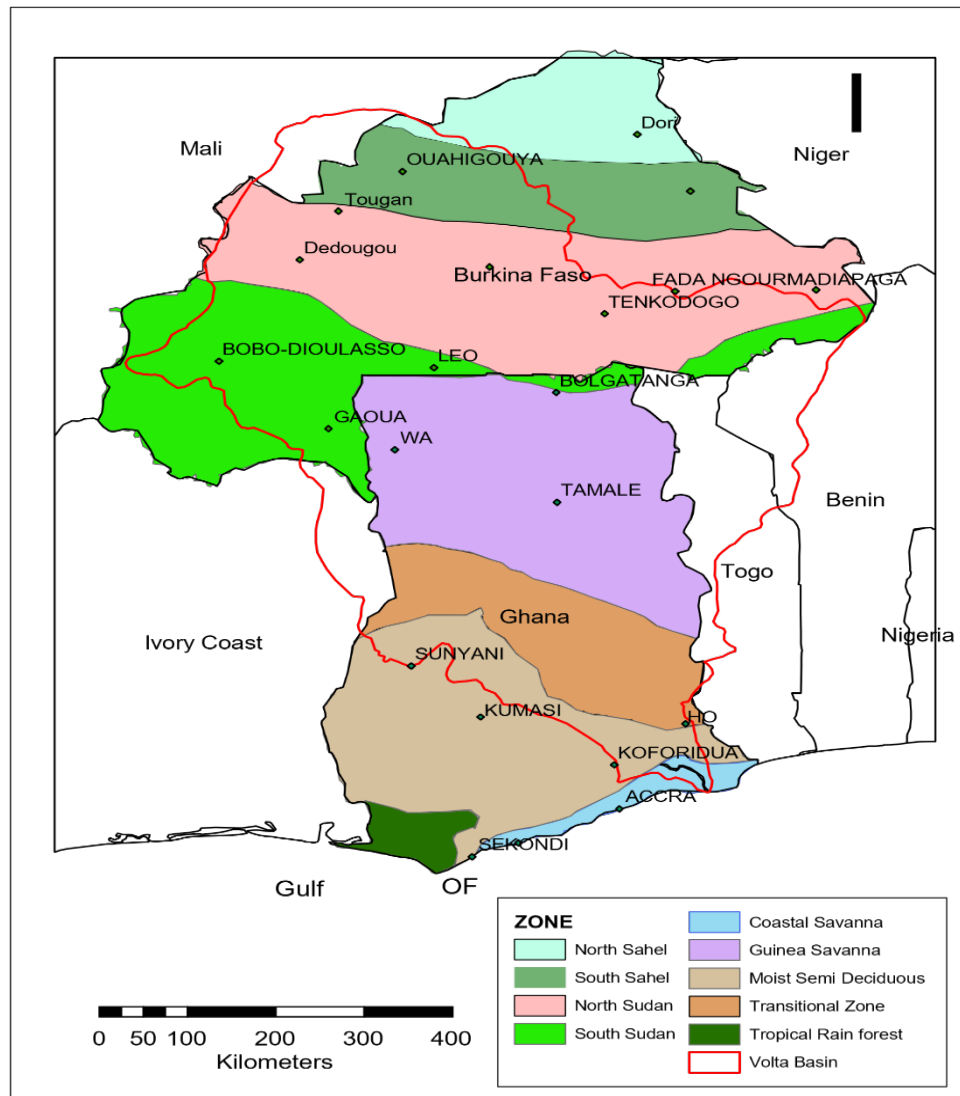 Mali
Dori
Niger
OUAHIGOUYA
Tougan
Dedougou
Burkina Faso
FADA NGOURMADIAPAGA
TENKODOGO
BOBO-DIOULASSO
LEO
BOLGATANGA
GAOUA
WA
TAMALE
Benin
Togo
Ghana
Ivory Coast
Nigeria
SUNYANI
KUMASI
HO
KOFORIDUA
ACCRA
SEKONDI
Gulf OF
ZONE
North Sahel
South Sahel
North Sudan
South Sudan
Coastal Savanna
Guinea Savanna
Moist Semi Deciduous
Transitional Zone
Tropical Rain forest
Volta Basin
0 50 100 200 300 400
Kilometers